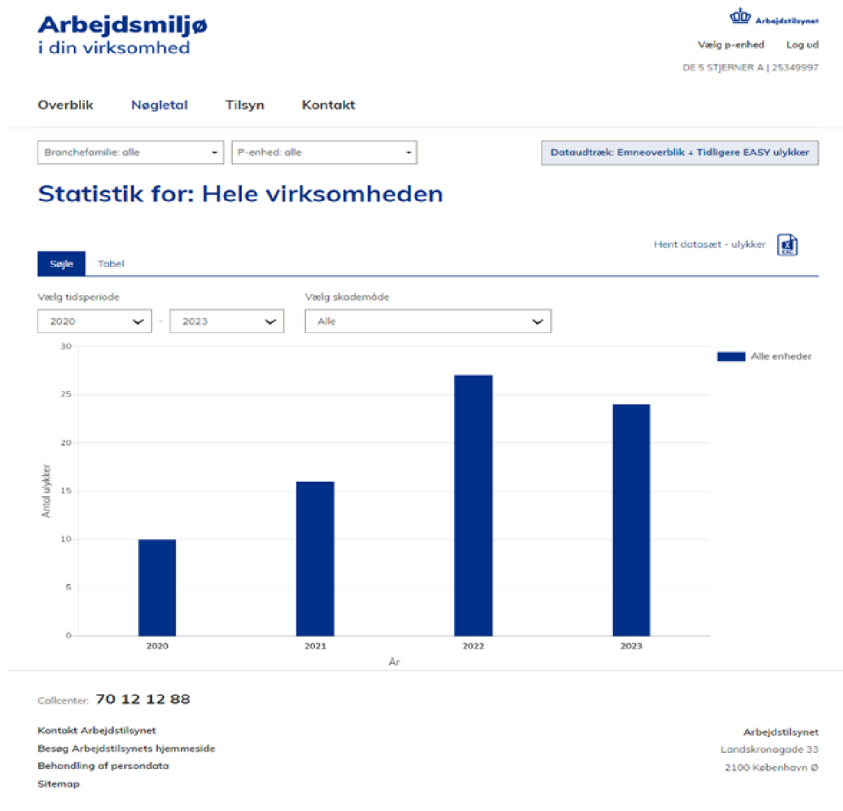 Arbejdsmiljø
i din virksomhed
Arbejdstilsynet
Vælg p-enhed Log ud
DE 5 STJERNER A | 25349997
Overblik Nøgletal Tilsyn Kontakt
Branchefamilie: alle P-enhed: alle Dataudtræk: Emneoverblik + Tidligere EASY ulykker
Statistik for: Hele virksomheden
Hent datasæt - ulykker
Søjle Tabel
Vælg tidsperiode Vælg skademåde
2020 - 2023 Alle
Alle enheder
30
25
20
15
10
5
0
Antal ulykker
2020 2021 2022 2023
År
Callcenter: 70 12 12 88
Kontakt Arbejdstilsynet
Besøg Arbejdstilsynets hjemmeside
Behandling af persondata
Sitemap
Arbejdstilsynet
Landskronagade 33
2100 København Ø